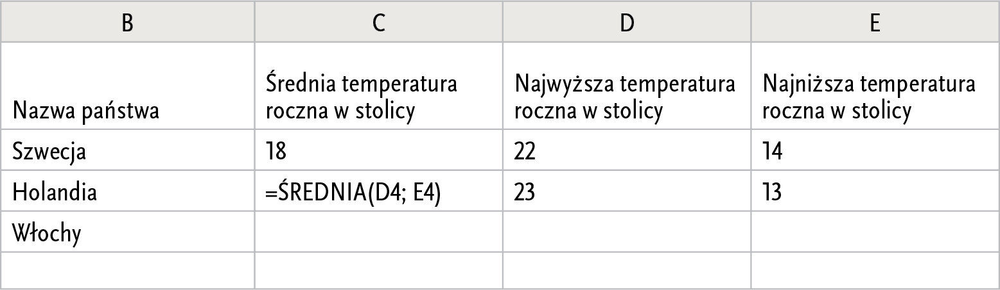 B C D E
Nazwa państwa
Średnia temperatura
roczna w stolicy
Najwyższa temperatura
roczna w stolicy
Najniższa temperatura
roczna w stolicy
Szwecja 18 22 14
Holandia =ŚREDNIA(D4; E4) 23 13
Włochy